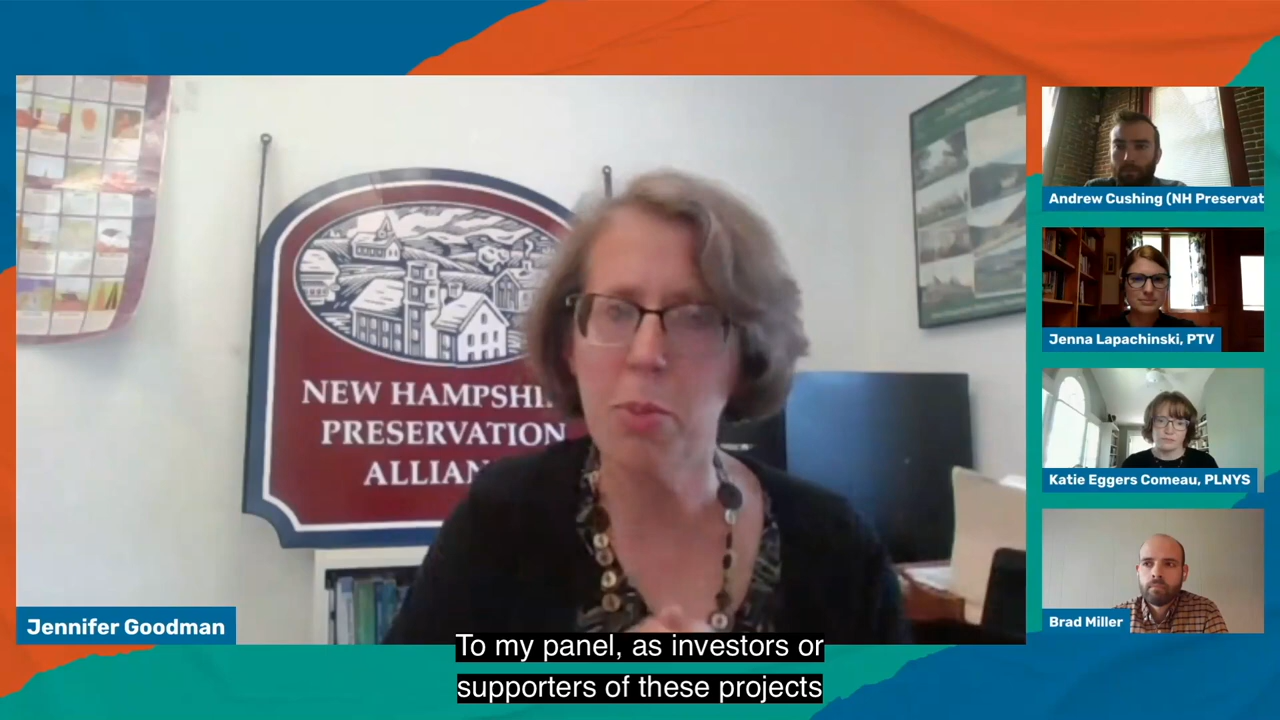 NEW HAMPSHI
PRESERVATION
ALLIAN
Jennifer Goodman
Andrew Cushing (NH Preservat
Jenna Lapachinski, PTV
Katie Eggers Comeau, PLNYS
Brad Miller
To my panel, as investors or
supporters of these projects